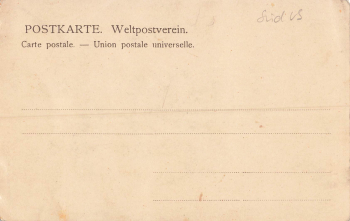 Süd VS
POSTKARTE. Weltpostverein.
Carte postale. — Union postale universelle.